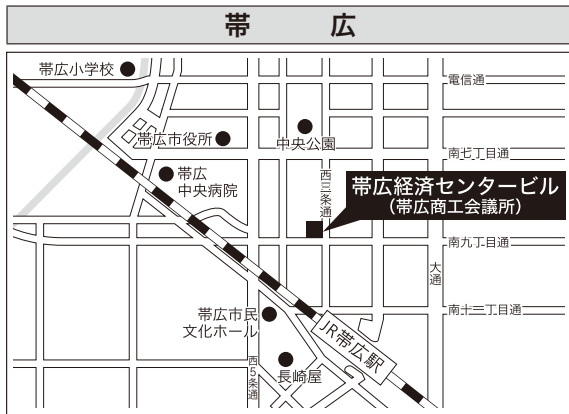 帯広
帯広小学校
電信通
帯広市役所
中央公園
南七丁目通
帯広
中央病院
西三条通
帯広経済センタービル
（帯広商工会議所）
南九丁目通
大通
帯広市民
文化ホール
南十一丁目通
JR帯広駅
西5条通
長崎屋